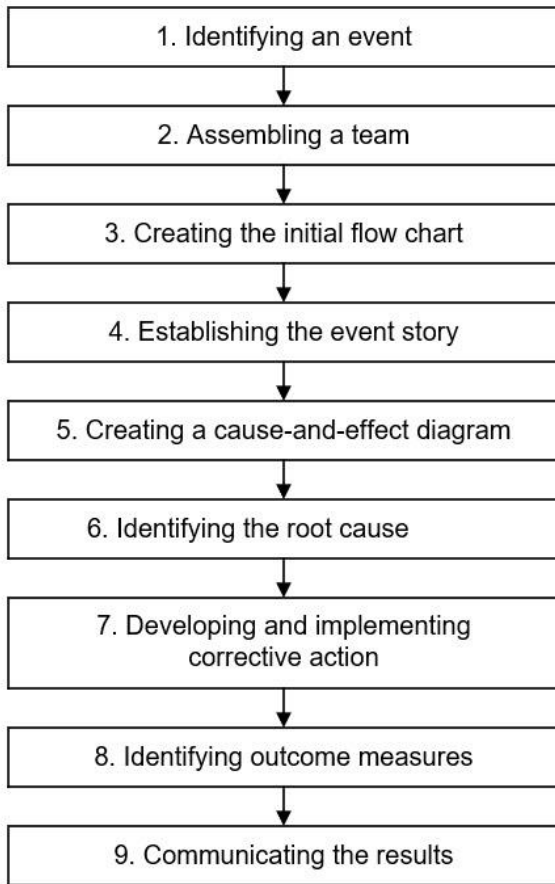 1. Identifying an event
2. Assembling a team
3. Creating the initial flow chart
4. Establishing the event story
5. Creating a cause-and-effect diagram
6. Identifying the root cause
7. Developing and implementing
corrective action
8. Identifying outcome measures
9. Communicating the results